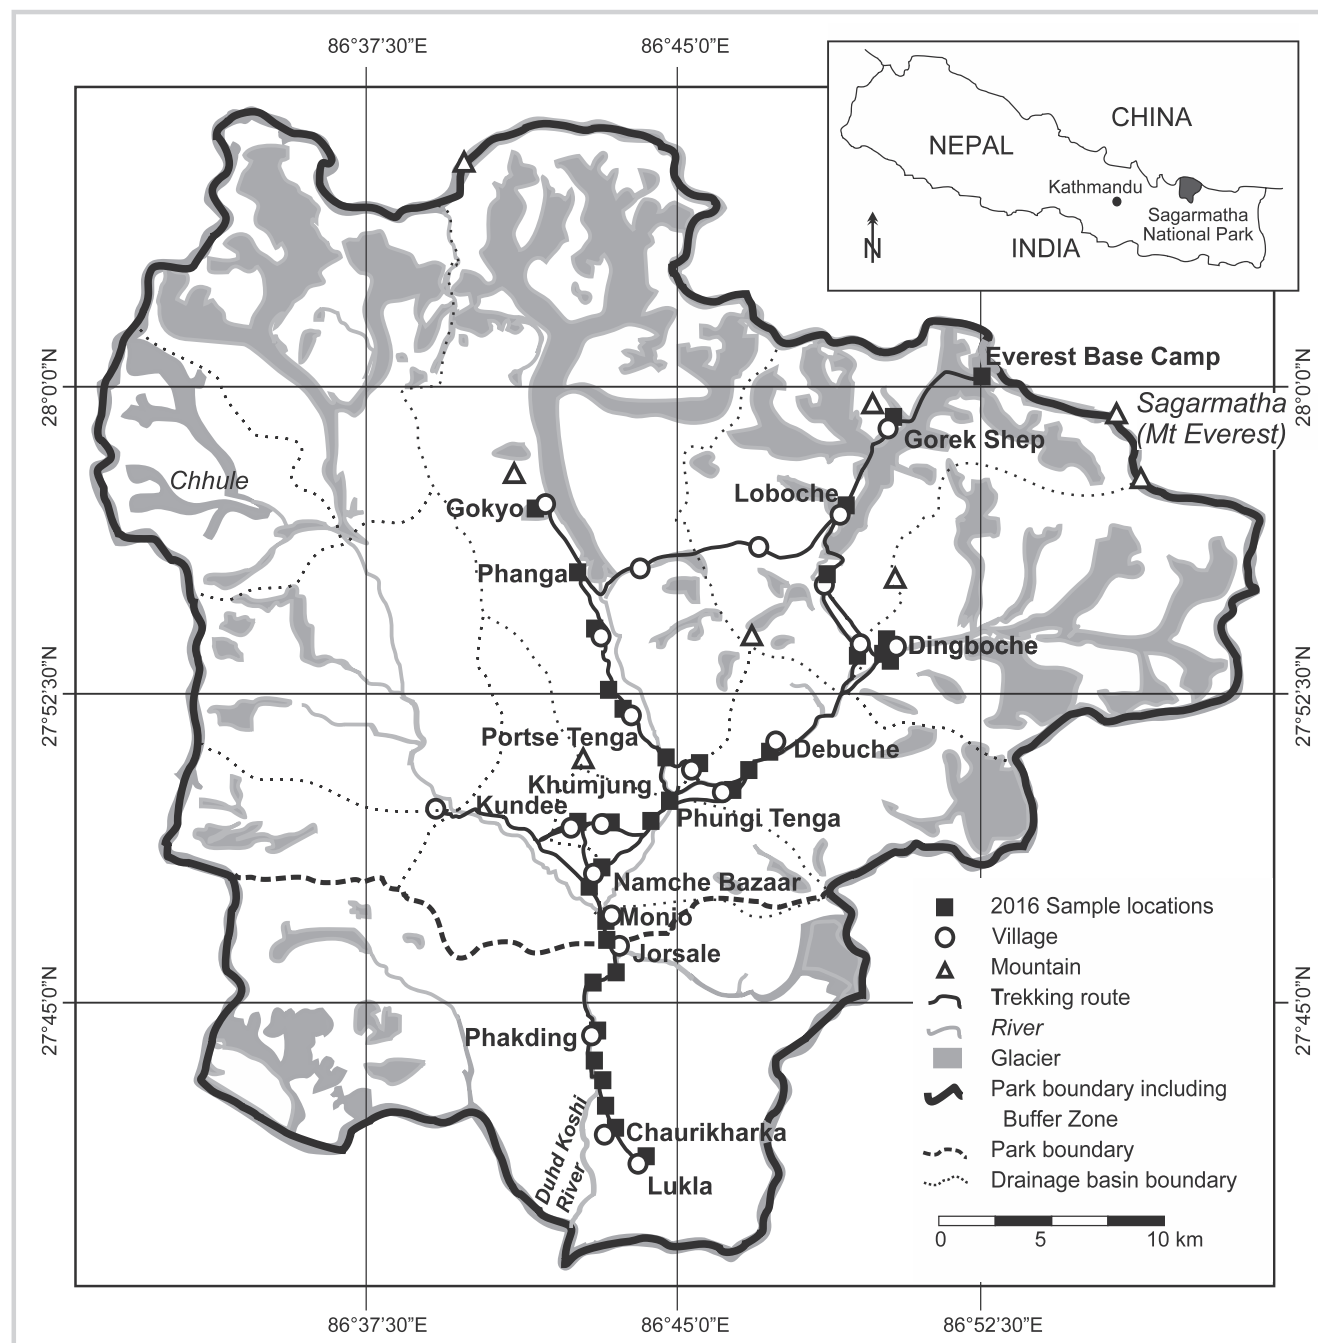 86°37'30”E
86°45'0”E
CHINA
NEPAL
Kathmandu
Sagarmatha
National Park
INDIA
N
28°0'0”N
28°0'0”N
Everest Base Camp
Sagarmatha
(Mt Everest)
Gorek Shep
Chhule
Loboche
Gokyo
Phanga
Dingboche
27°52'30”N
27°52'30”N
Portse Tenga
Debuche
Khumjung
Kundee
Phungi Tenga
Namche Bazaar
Monjo
Jorsale
27°45'0”N
27°45'0”N
Phakding
Chaurikharka
Duhd Koshi
River
Lukla
2016 Sample locations
Village
Mountain
Trekking route
River
Glacier
Park boundary including
Buffer Zone
Park boundary
Drainage basin boundary
0 5 10 km
86°37'30”E
86°45'0”E
86°52'30”E